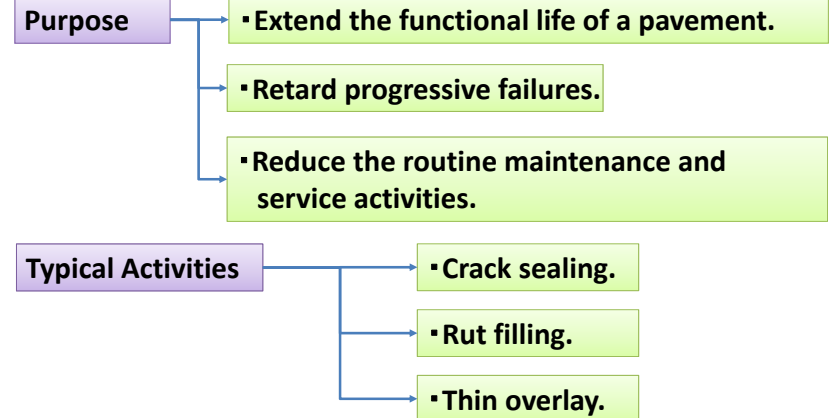 Purpose
▪Extend the functional life of a pavement.
▪Retard progressive failures.
▪Reduce the routine maintenance and
service activities.
Typical Activities
▪Crack sealing.
▪Rut filling.
▪Thin overlay.